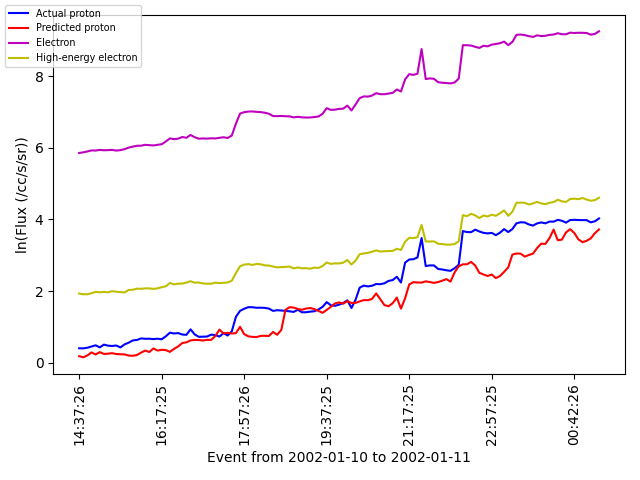 Actual proton
Predicted proton
Electron
High-energy electron
ln(Flux (/cc/s/sr))
8
6
4
2
0
14:37:26
16:17:25
17:57:26
19:37:25
21:17:25
22:57:25
00:42:26
Event from 2002-01-10 to 2002-01-11